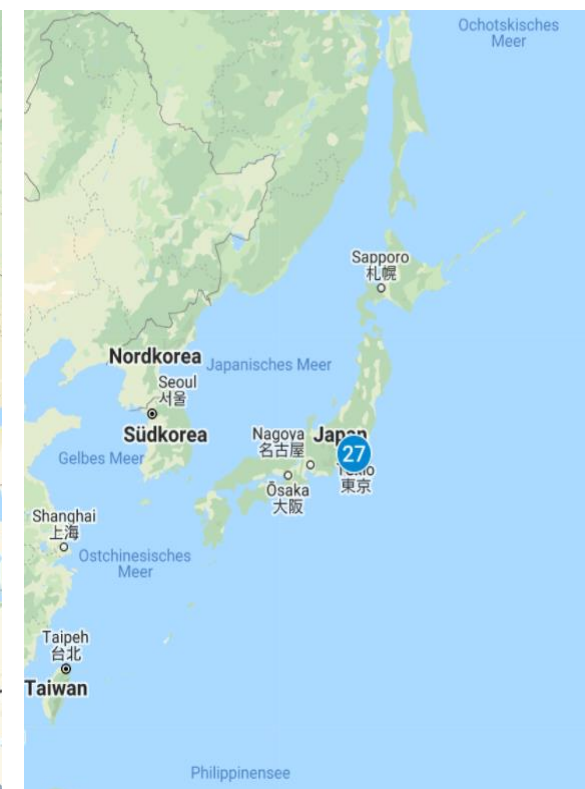 Ochotskisches
Meer
Sapporo
札幌
Nordkorea
Japanisches Meer
Seoul
서울
Südkorea
Nagoya
名古屋
Japan
27
Gelbes Meer
Tokio
東京
Ōsaka
大阪
Shanghai
上海
Ostchinesisches
Meer
Taipeh
台北
Taiwan
Philippinensee